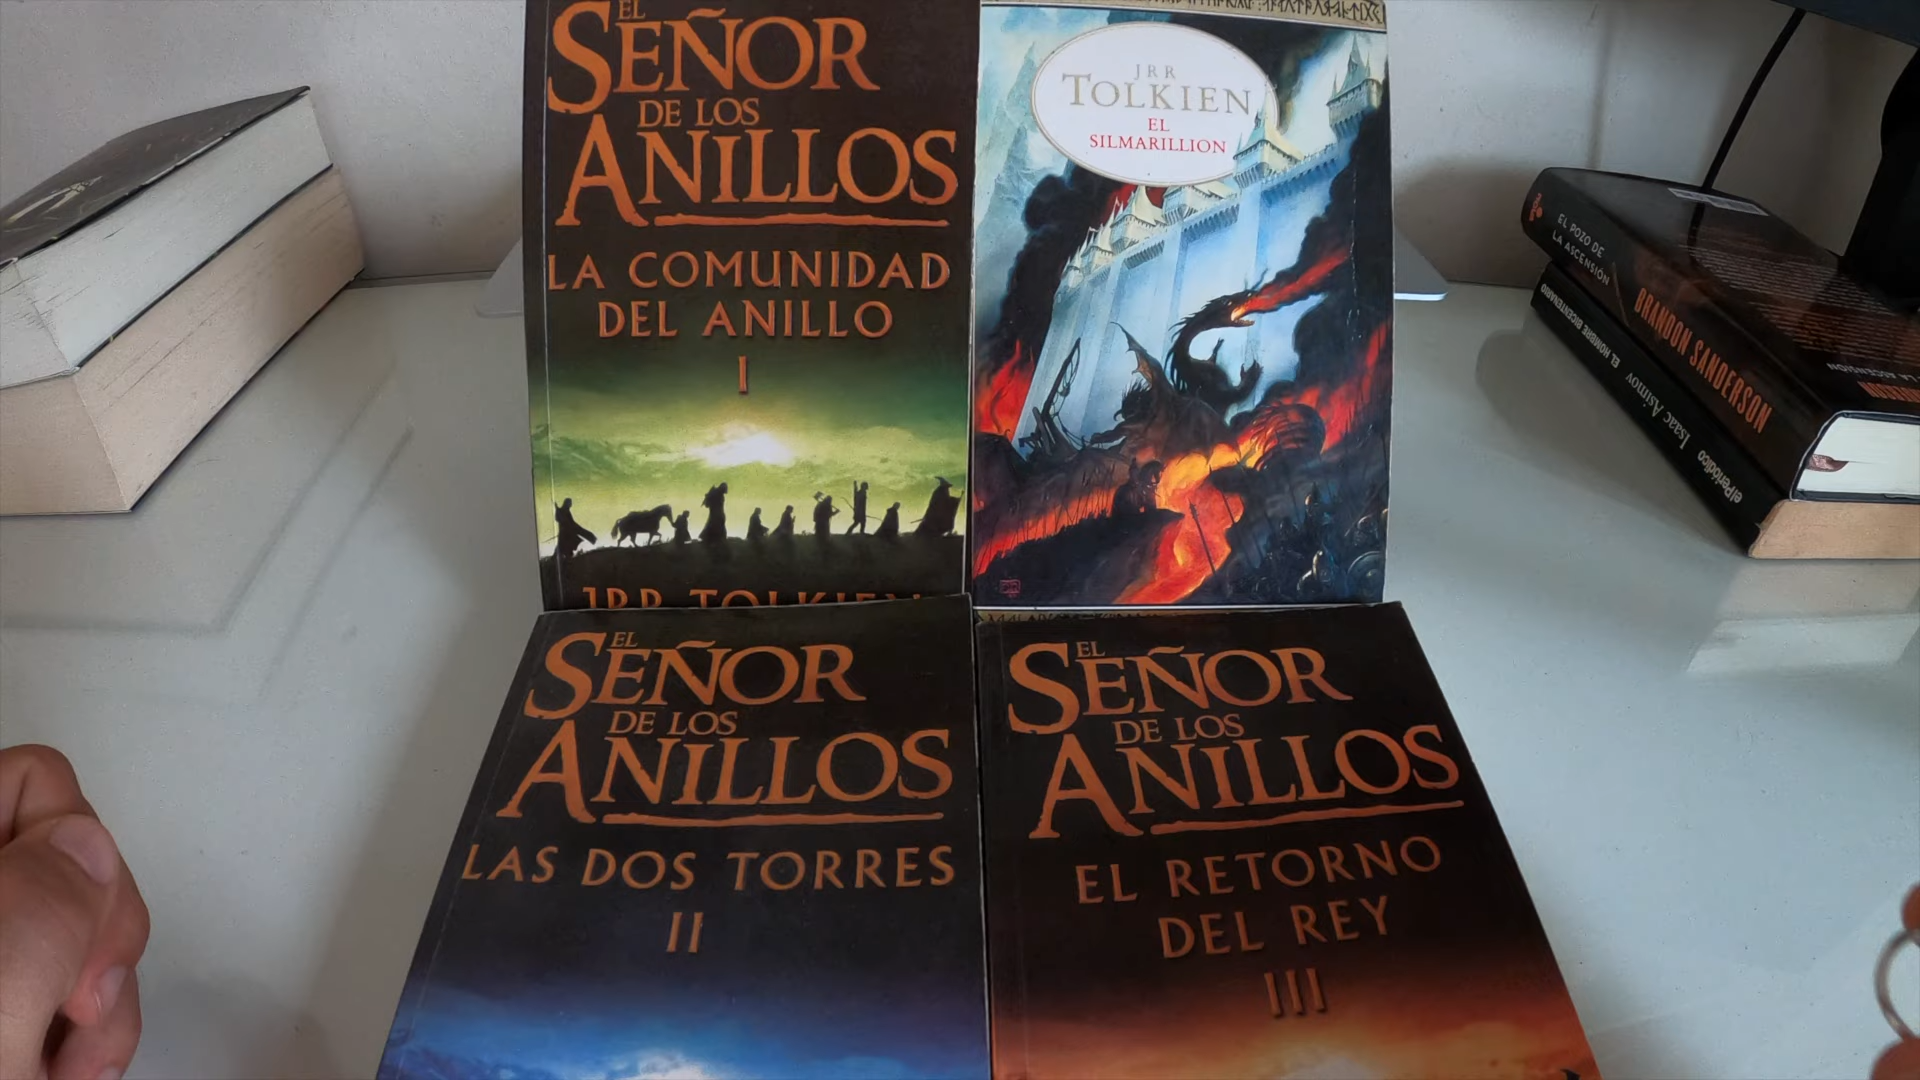 EL
SEÑOR
DE LOS
ANILLOS
LA COMUNIDAD
DEL ANILLO
I
JRR TOLKIEN
JRR
TOLKIEN
EL
SILMARILLION
EL
SEÑOR
DE LOS
ANILLOS
LAS DOS TORRES
II
EL
SEÑOR
DE LOS
ANILLOS
EL RETORNO
DEL REY
III
EL POZO DE
LA ASCENSIÓN
BRANDON SANDERSON
EL HOMBRE BICENTENARIO
Isaac Asimov
elPeriódico